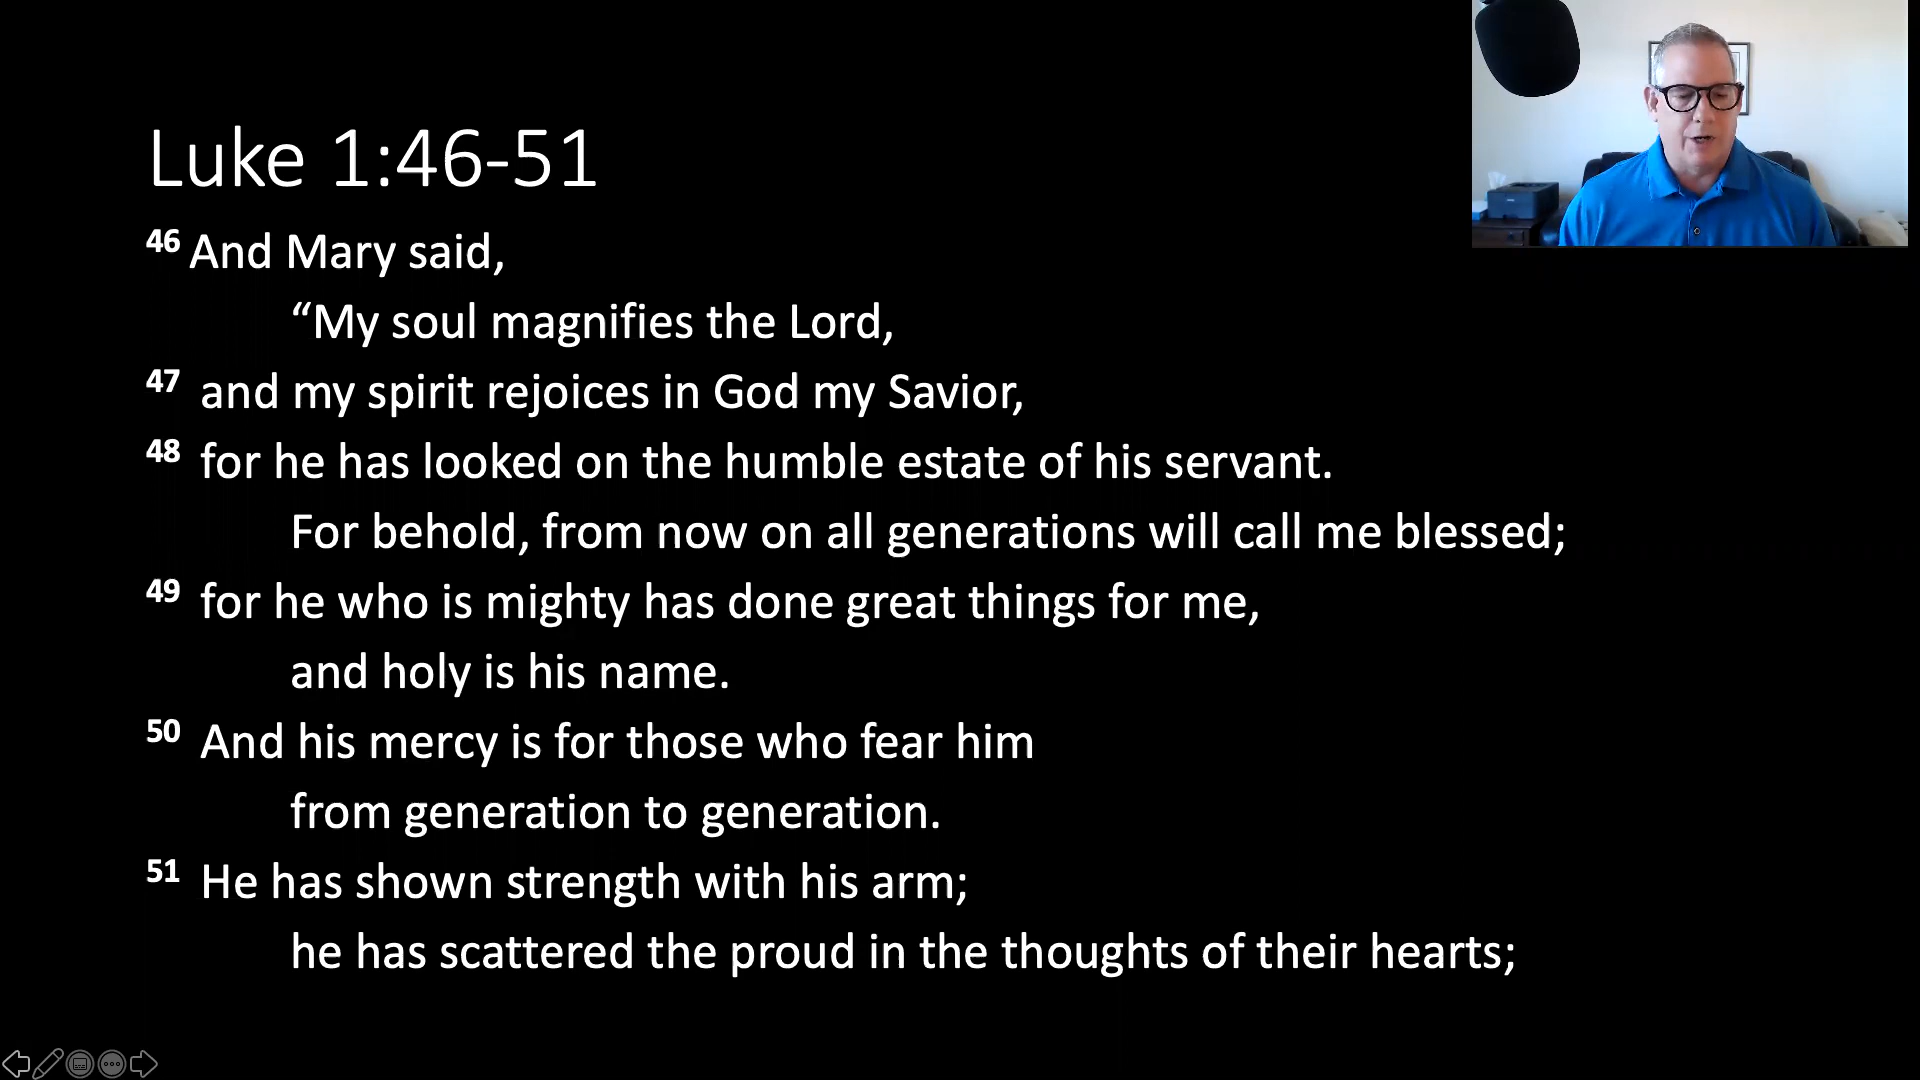 Luke 1:46-51
46 And Mary said,
“My soul magnifies the Lord,
47 and my spirit rejoices in God my Savior,
48 for he has looked on the humble estate of his servant.
For behold, from now on all generations will call me blessed;
49 for he who is mighty has done great things for me,
and holy is his name.
50 And his mercy is for those who fear him
from generation to generation.
51 He has shown strength with his arm;
he has scattered the proud in the thoughts of their hearts;